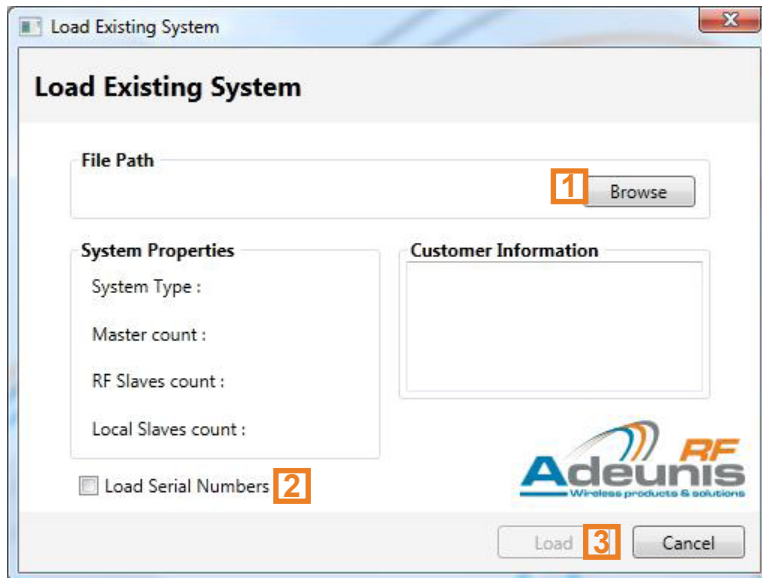 Load Existing System
X
Load Existing System
File Path
1 Browse
System Properties
Customer Information
System Type :
Master count :
RF Slaves count :
Local Slaves count :
Load Serial Numbers 2
Adeunis RF
Wireless products & solutions
Load 3 Cancel